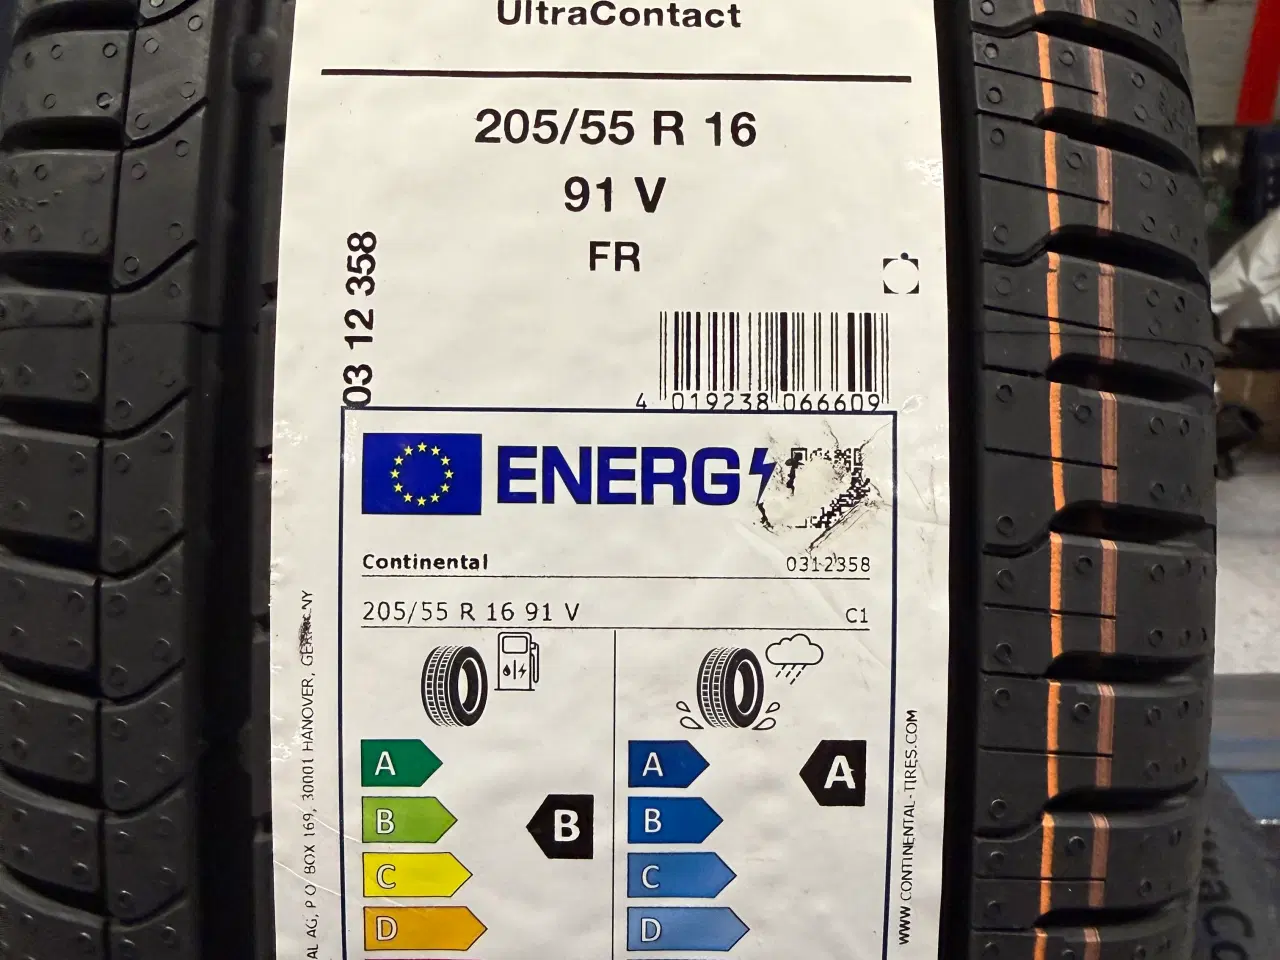 UltraContact
205/55 R 16
91 V
FR
03 12 358
4 019238 066609
ENERG
Continental
0312358
205/55 R 16 91 V
C1
A
B
C
D
B
A
B
C
D
A
AL AG, P.O BOX 169, 30001 HANOVER, GERMANY
WWW.CONTINENTAL-TIRES.COM